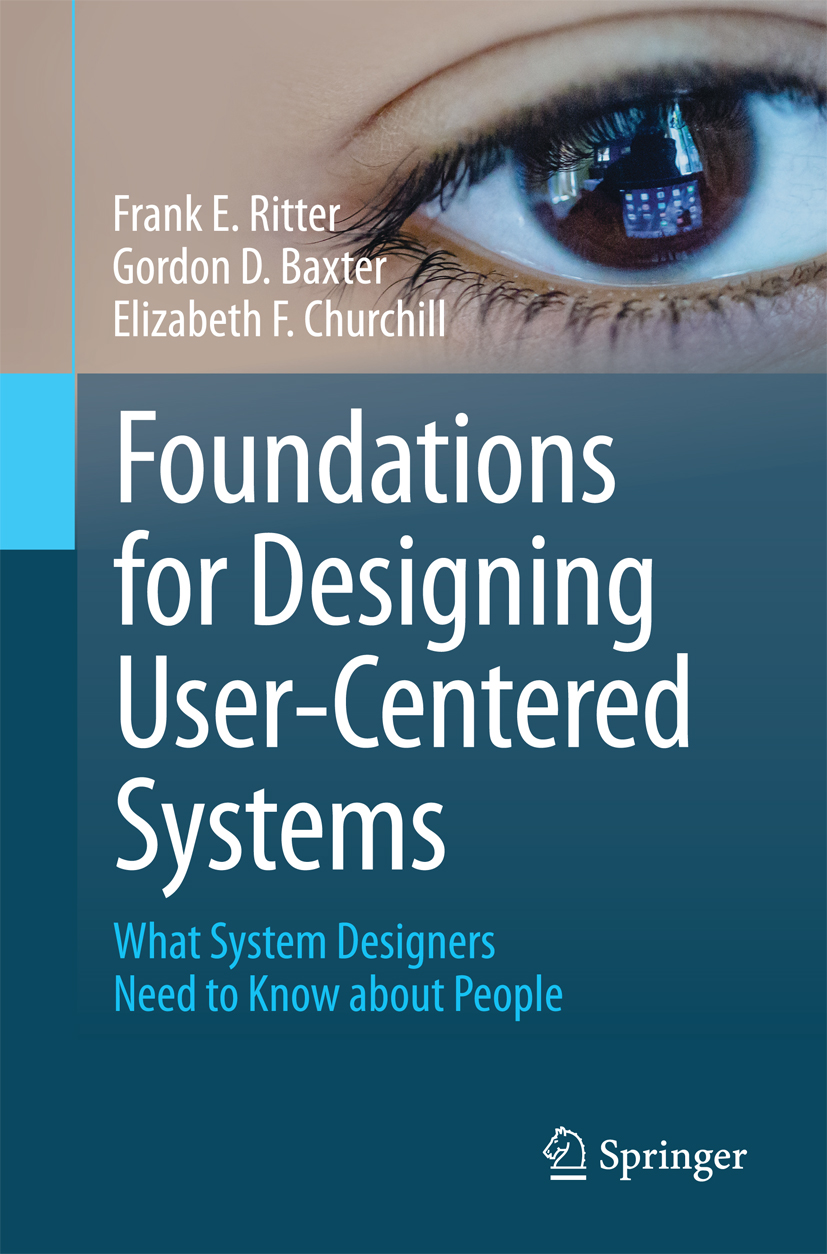 Frank E. Ritter
Gordon D. Baxter
Elizabeth F. Churchill
Foundations
for Designing
User-Centered
Systems
What System Designers
Need to Know about People
Springer